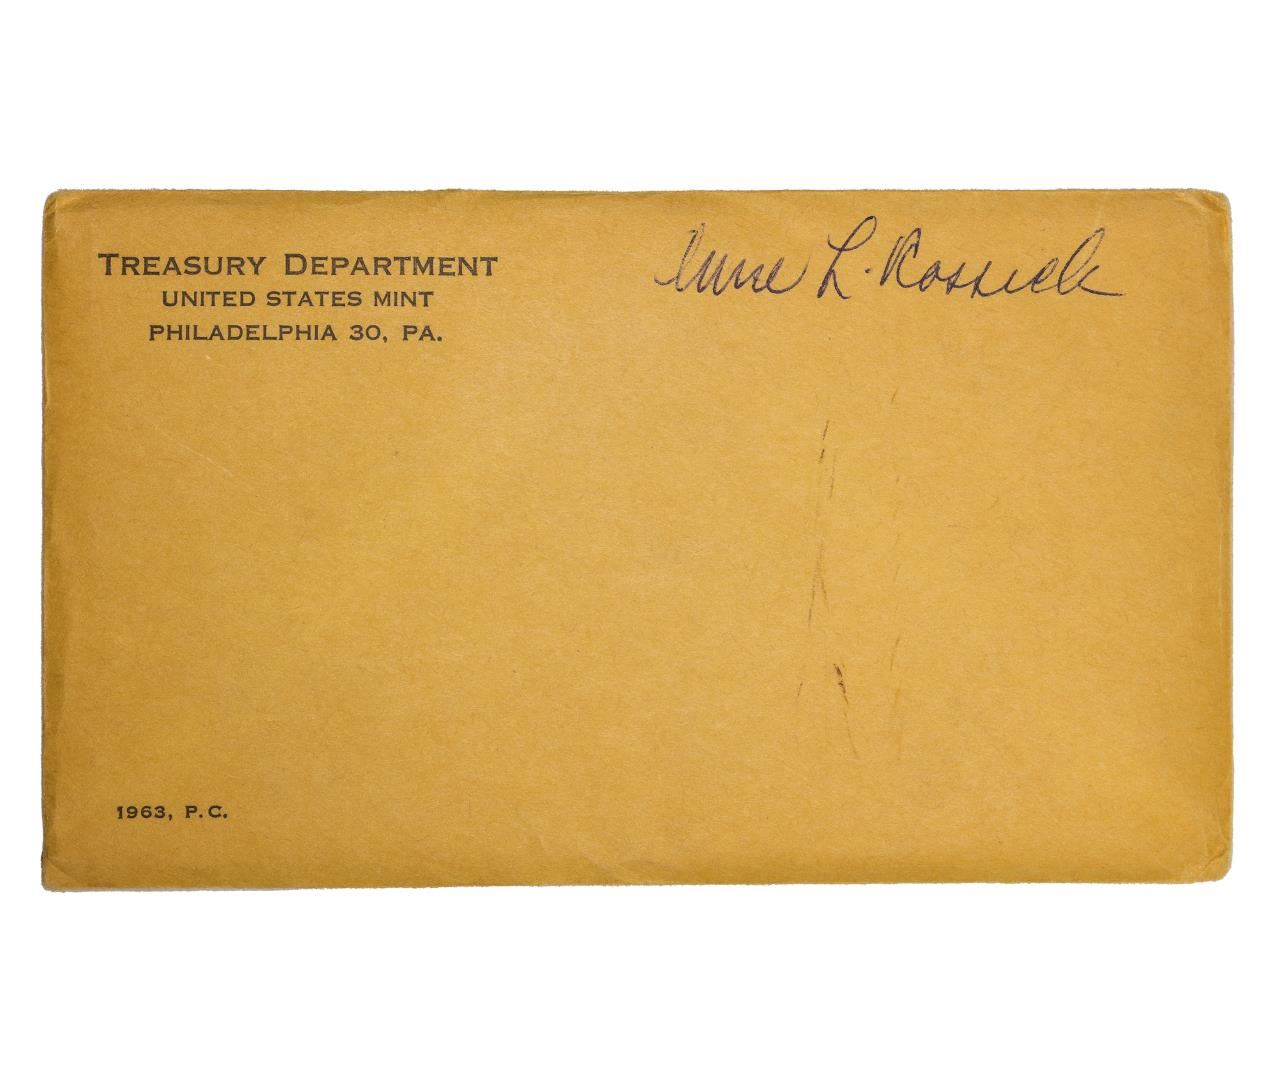 TREASURY DEPARTMENT
UNITED STATES MINT
PHILADELPHIA 30, PA.
L.
1963, P.C.